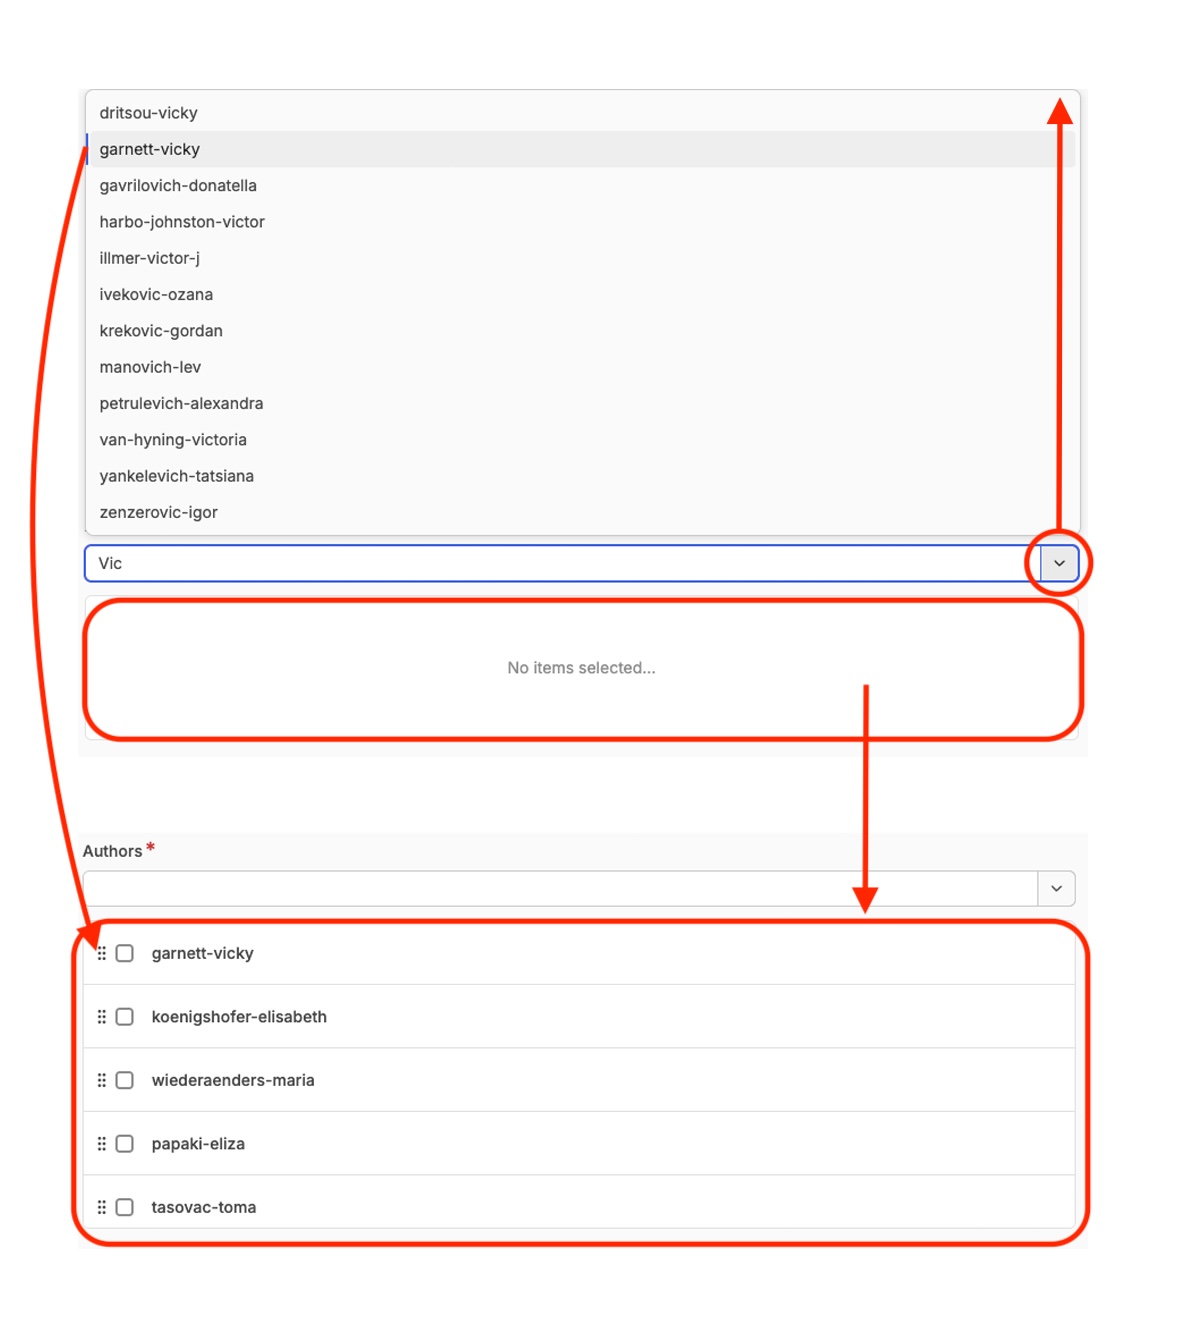 dritsou-vicky
garnett-vicky
gavrilovich-donatella
harbo-johnston-victor
illmer-victor-j
ivekovic-ozana
krekovic-gordan
manovich-lev
petrulevich-alexandra
van-hyning-victoria
yankelevich-tatsiana
zenzerovic-igor
Vic
No items selected...
Authors *
garnett-vicky
koenigshofer-elisabeth
wiederaenders-maria
papaki-eliza
tasovac-toma